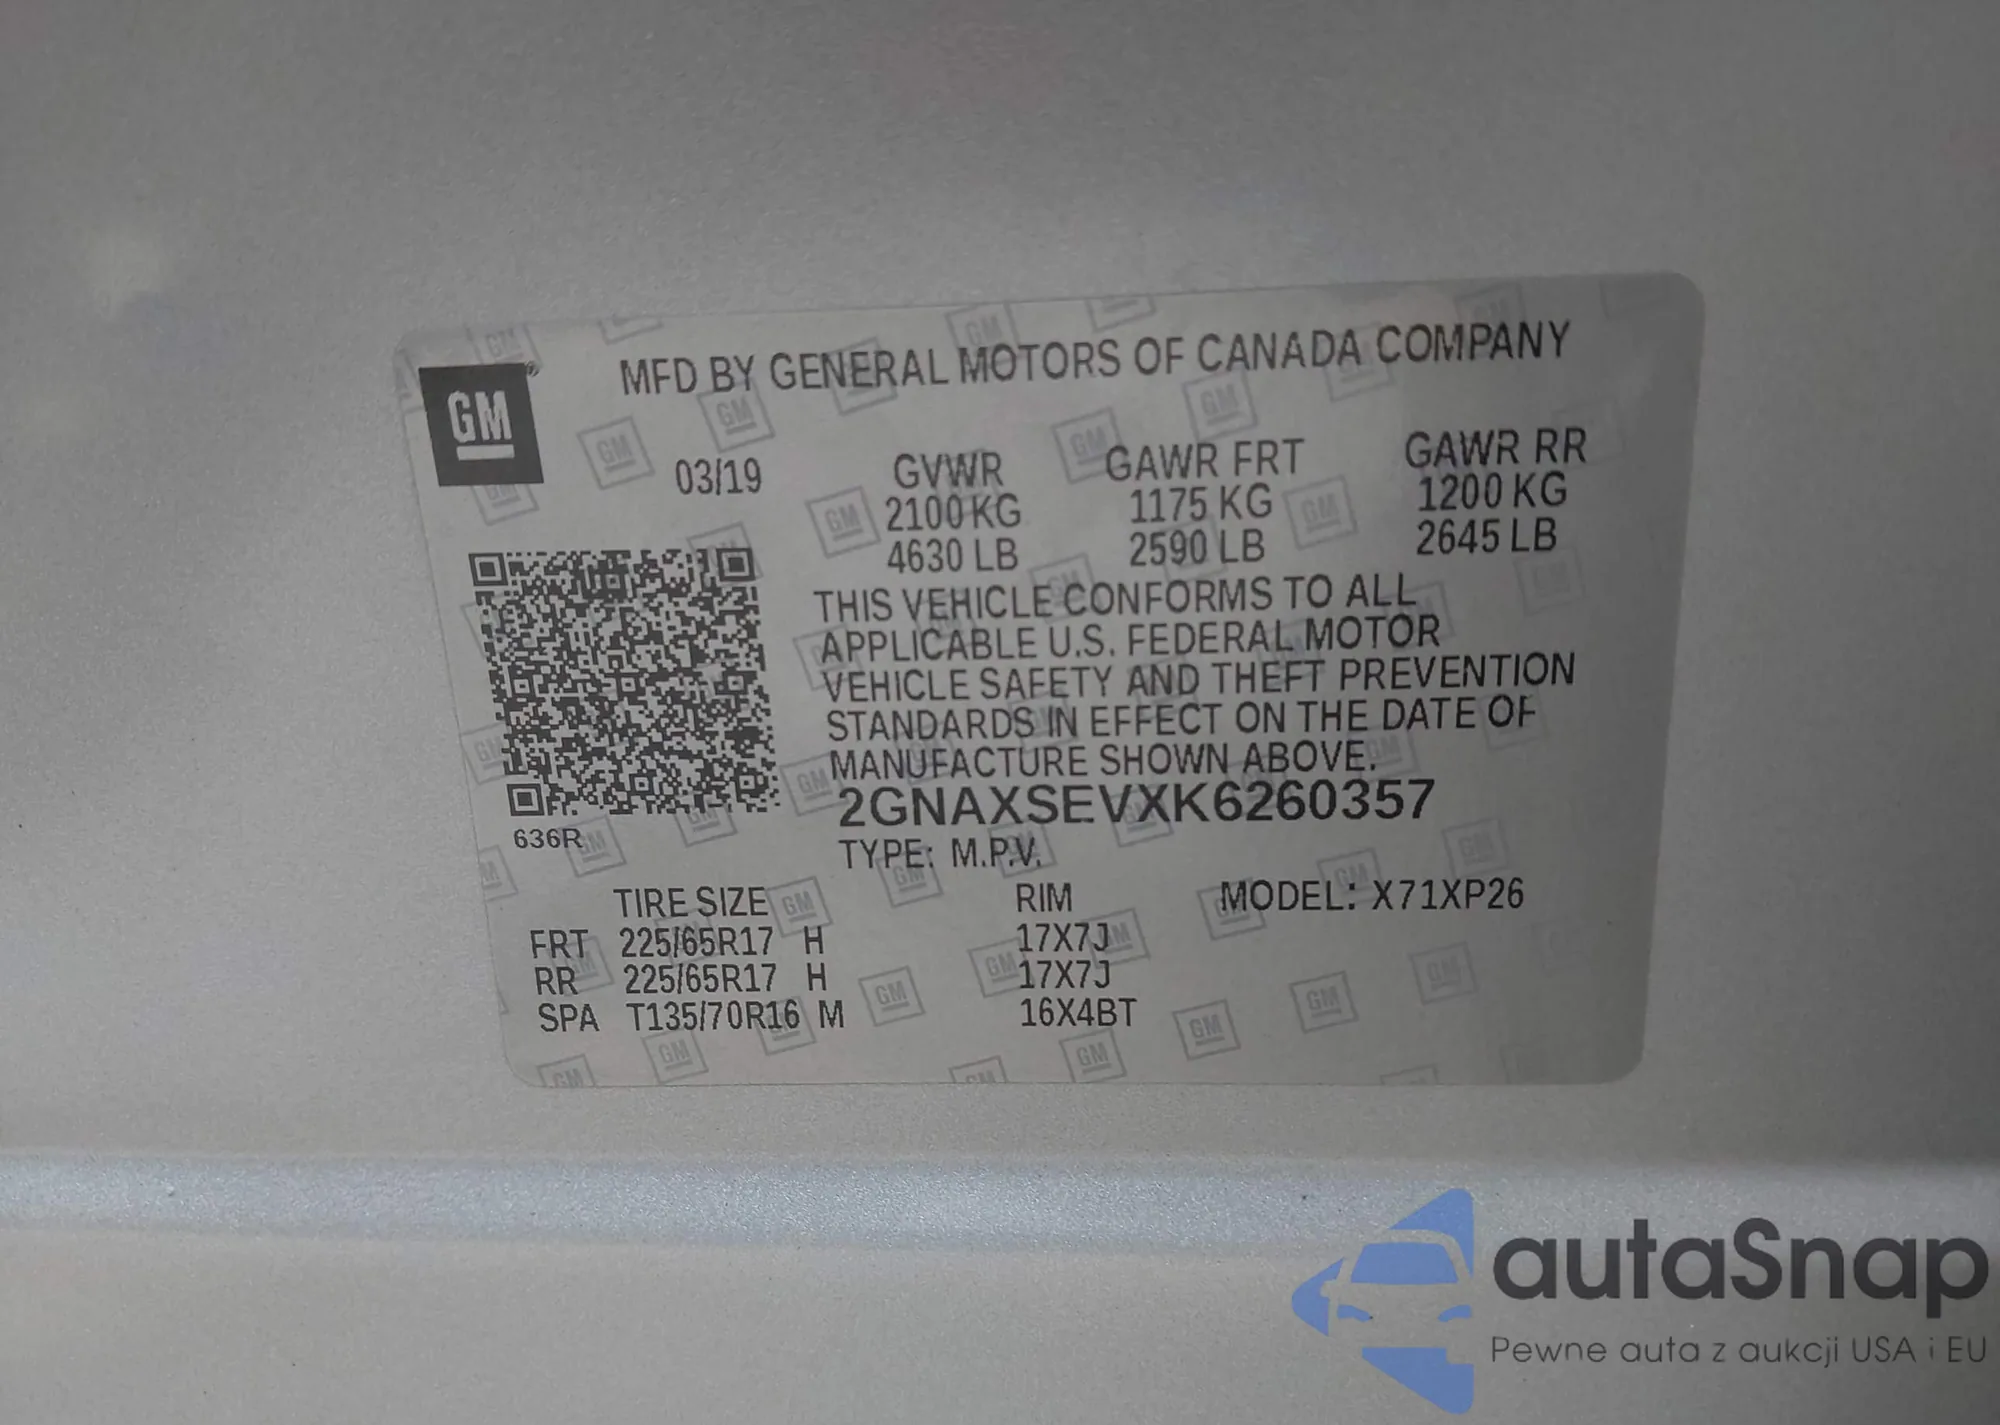 GM
MFD BY GENERAL MOTORS OF CANADA COMPANY
03/19 GVWR GAWR FRT GAWR RR
2100 KG 1175 KG 1200 KG
4630 LB 2590 LB 2645 LB
THIS VEHICLE CONFORMS TO ALL
APPLICABLE U.S. FEDERAL MOTOR
VEHICLE SAFETY AND THEFT PREVENTION
STANDARDS IN EFFECT ON THE DATE OF
MANUFACTURE SHOWN ABOVE.
2GNAXSEVXK6260357
636R
TYPE: M.P.V.
TIRE SIZE RIM MODEL: X71XP26
FRT 225/65R17 H 17X7J
RR 225/65R17 H 17X7J
SPA T135/70R16 M 16X4BT
autaSnap
Pewne auta z aukcji USA i EU